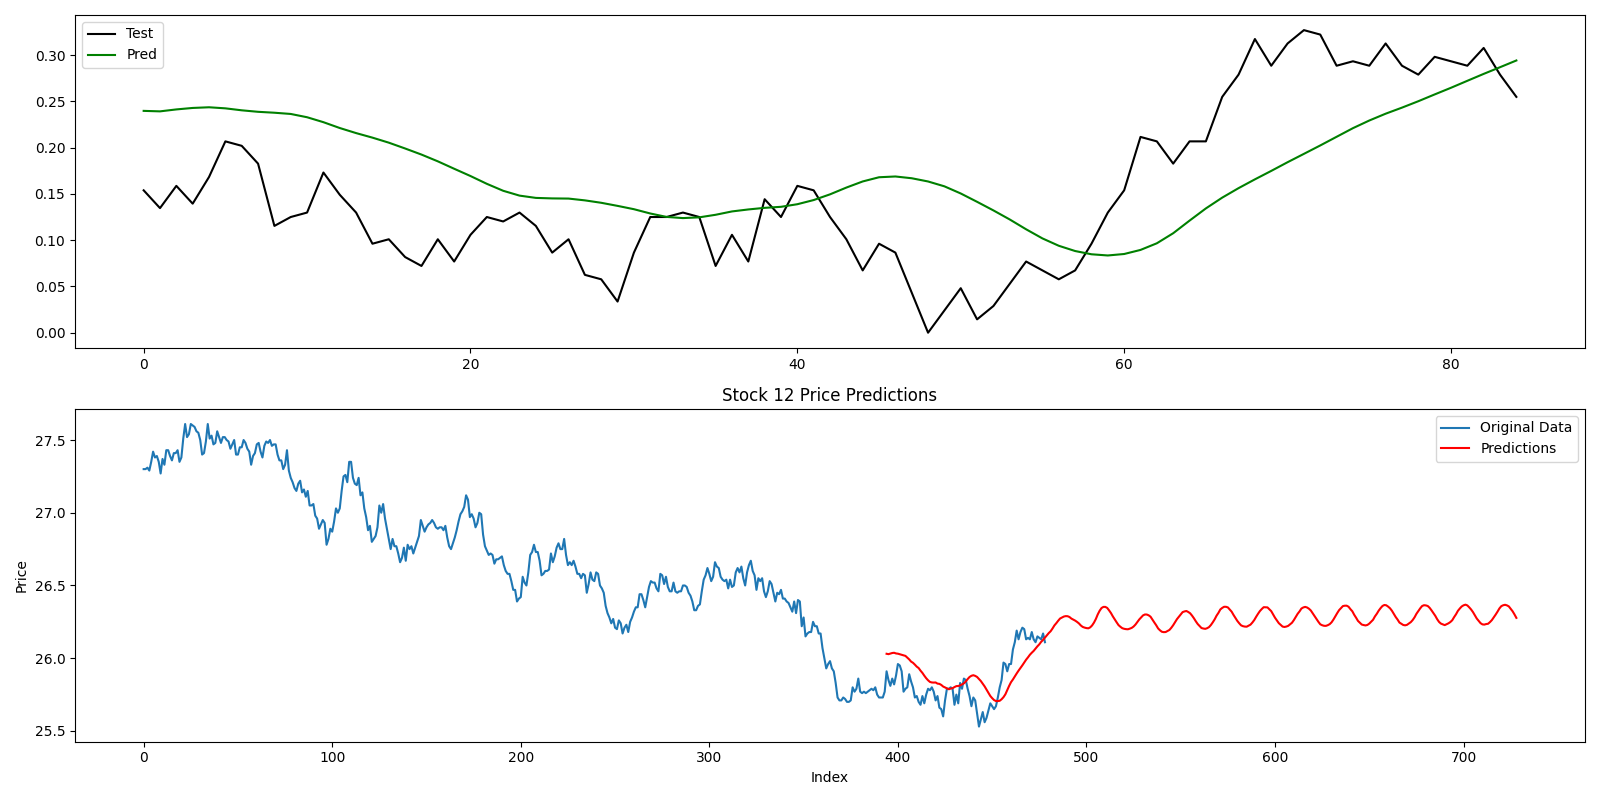 Test
Pred
0.30
0.25
0.20
0.15
0.10
0.05
0.00
0 20 40 60 80
Stock 12 Price Predictions
Original Data
Predictions
27.5
27.0
26.5
26.0
25.5
Price
0 100 200 300 400 500 600 700
Index